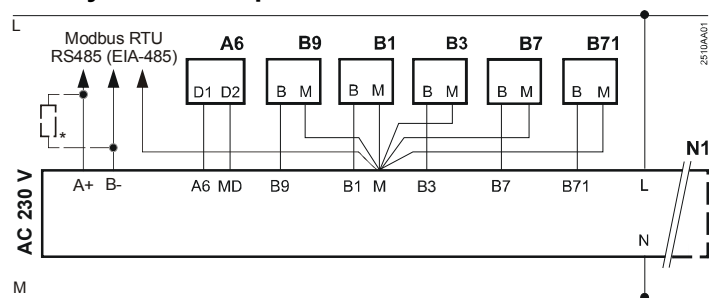 L
Modbus RTU
RS485 (EIA-485)
A6 B9 B1 B3 B7 B71
2510AA01
D1 D2 B M B M B M B M B M
*
N1
A+ B- A6 MD B9 B1 M B3 B7 B71 L
AC 230 V
N
M